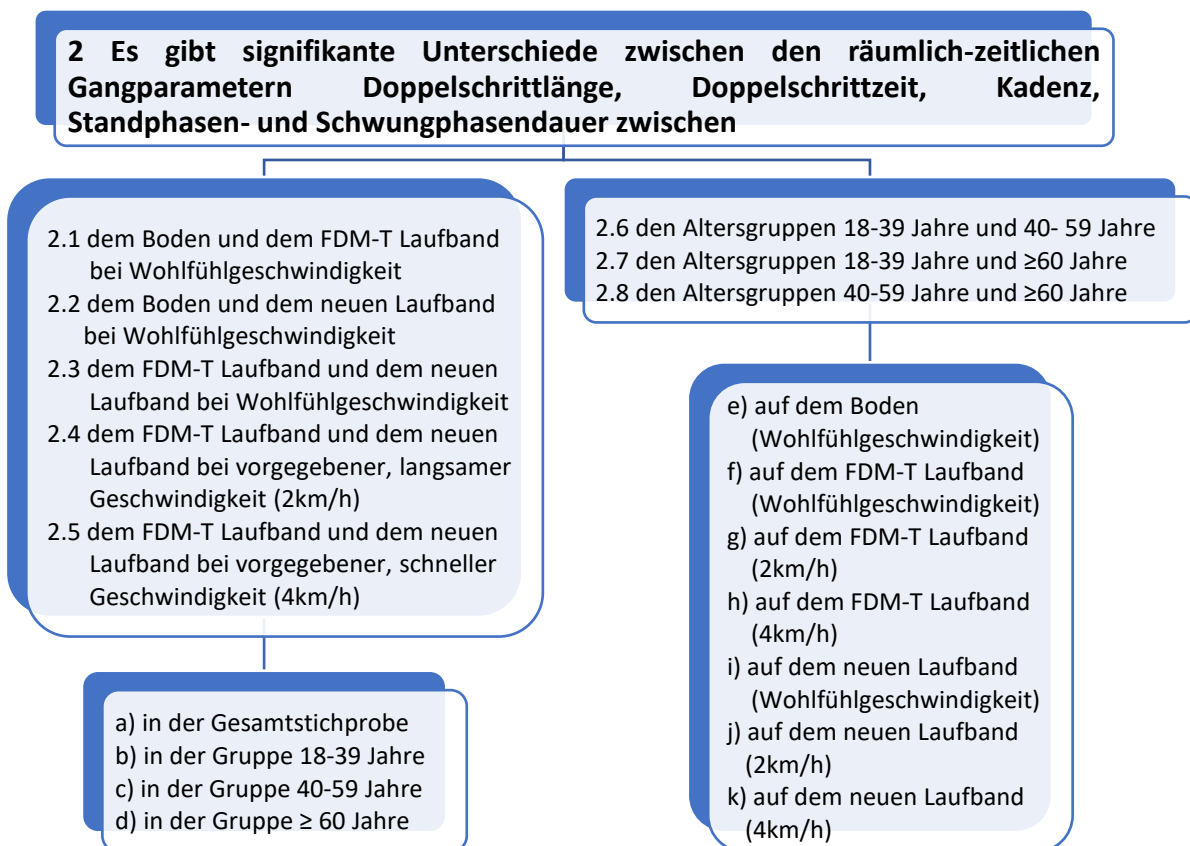 2 Es gibt signifikante Unterschiede zwischen den räumlich-zeitlichen
Gangparametern Doppelschrittlänge, Doppelschrittzeit, Kadenz,
Standphasen- und Schwungphasendauer zwischen
2.1 dem Boden und dem FDM-T Laufband
bei Wohlfühlgeschwindigkeit
2.2 dem Boden und dem neuen Laufband
bei Wohlfühlgeschwindigkeit
2.3 dem FDM-T Laufband und dem neuen
Laufband bei Wohlfühlgeschwindigkeit
2.4 dem FDM-T Laufband und dem neuen
Laufband bei vorgegebener, langsamer
Geschwindigkeit (2km/h)
2.5 dem FDM-T Laufband und dem neuen
Laufband bei vorgegebener, schneller
Geschwindigkeit (4km/h)
a) in der Gesamtstichprobe
b) in der Gruppe 18-39 Jahre
c) in der Gruppe 40-59 Jahre
d) in der Gruppe ≥ 60 Jahre
2.6 den Altersgruppen 18-39 Jahre und 40- 59 Jahre
2.7 den Altersgruppen 18-39 Jahre und ≥60 Jahre
2.8 den Altersgruppen 40-59 Jahre und ≥60 Jahre
e) auf dem Boden
(Wohlfühlgeschwindigkeit)
f) auf dem FDM-T Laufband
(Wohlfühlgeschwindigkeit)
g) auf dem FDM-T Laufband
(2km/h)
h) auf dem FDM-T Laufband
(4km/h)
i) auf dem neuen Laufband
(Wohlfühlgeschwindigkeit)
j) auf dem neuen Laufband
(2km/h)
k) auf dem neuen Laufband
(4km/h)